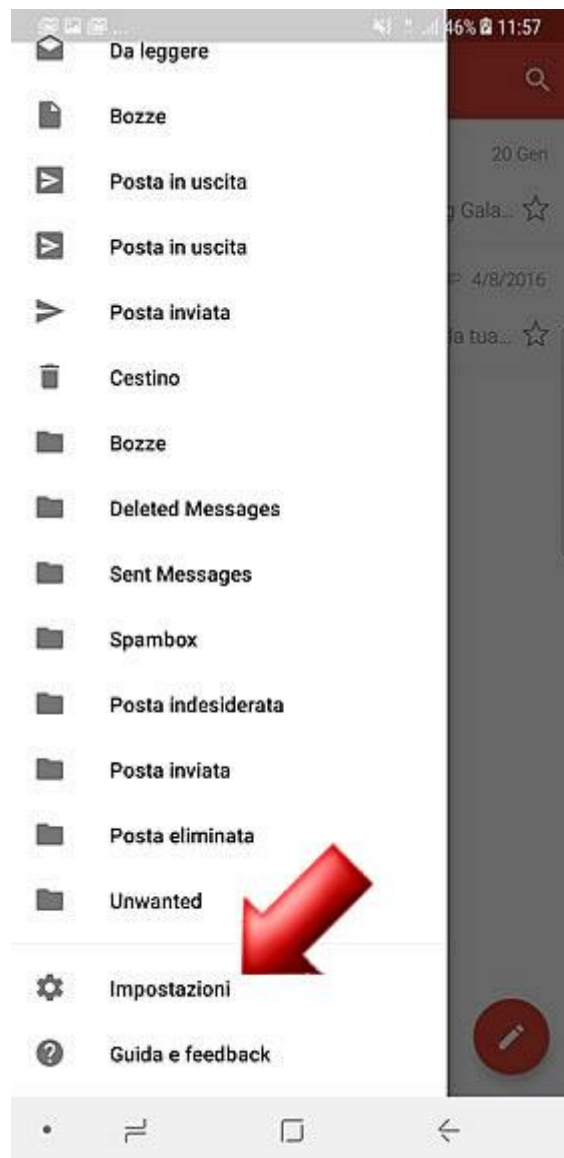 ... 46% 11:57
Da leggere
Bozze
20 Gen
Posta in uscita
g Gala...
Posta in uscita
4/8/2016
Posta inviata
la tua...
Cestino
Bozze
Deleted Messages
Sent Messages
Spambox
Posta indesiderata
Posta inviata
Posta eliminata
Unwanted
Impostazioni
Guida e feedback